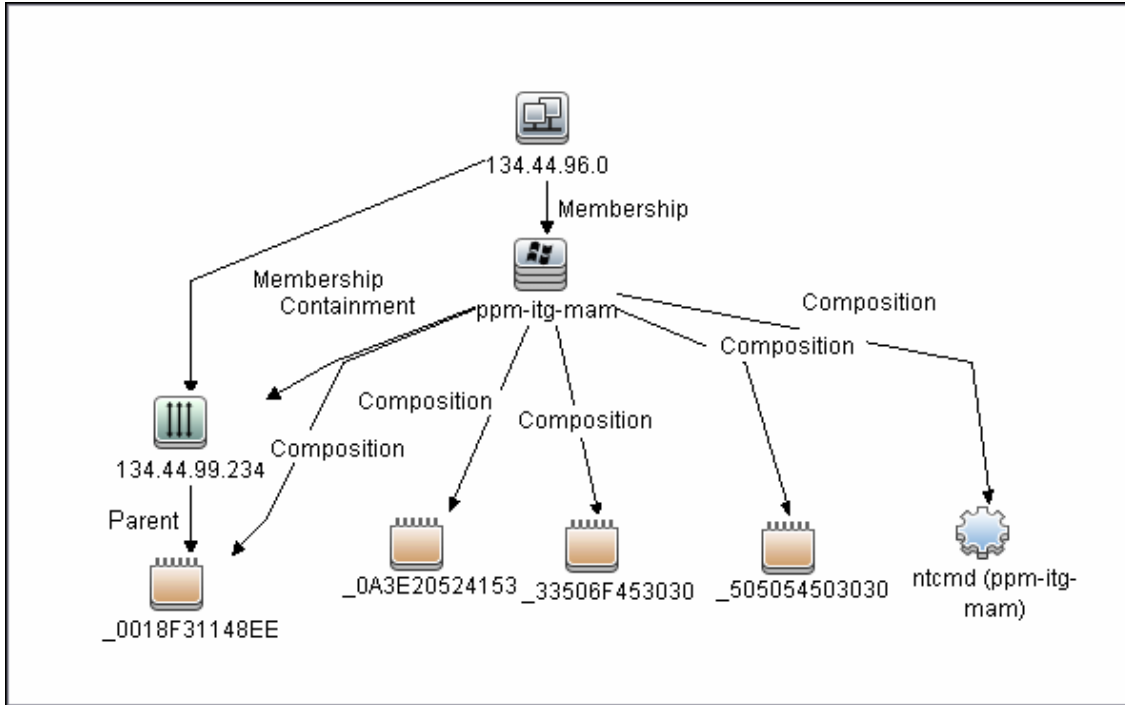 134.44.96.0
Membership
Membership
Containment
ppm-itg-mam
Composition
Composition
Composition
Composition
Composition
134.44.99.234
Parent
_0018F31148EE
_0A3E20524153
_33506F453030
_505054503030
ntcmd (ppm-itg-
mam)